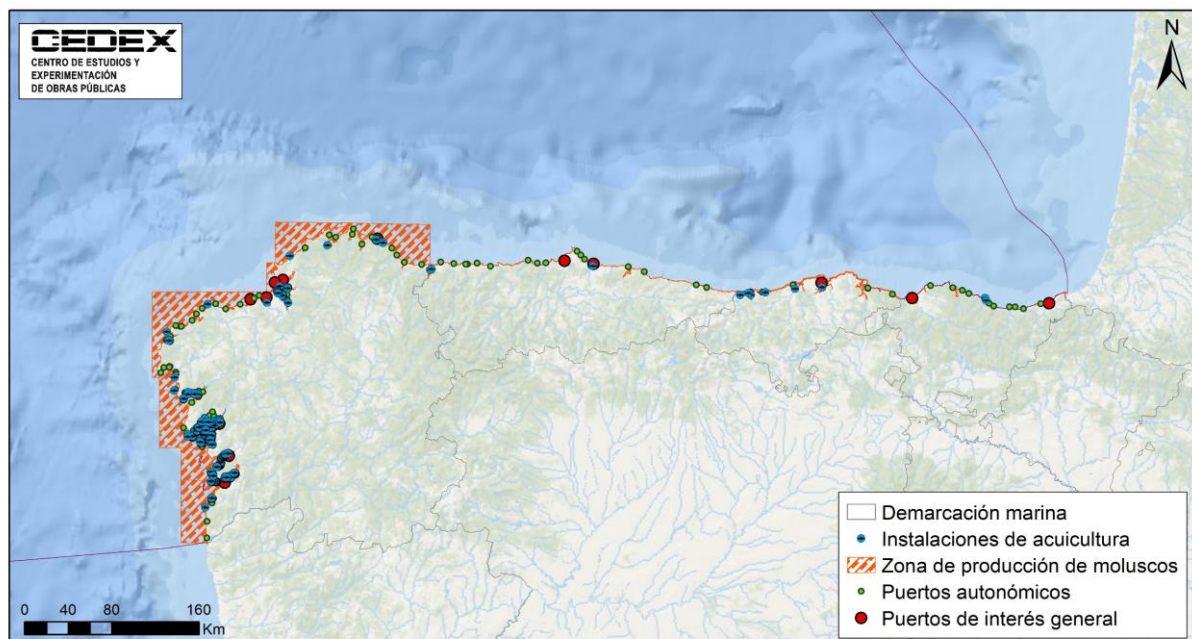 CEDEX
CENTRO DE ESTUDIOS Y
EXPERIMENTACIÓN
DE OBRAS PÚBLICAS
N
Demarcación marina
Instalaciones de acuicultura
Zona de producción de moluscos
Puertos autonómicos
Puertos de interés general
0 40 80 160
Km